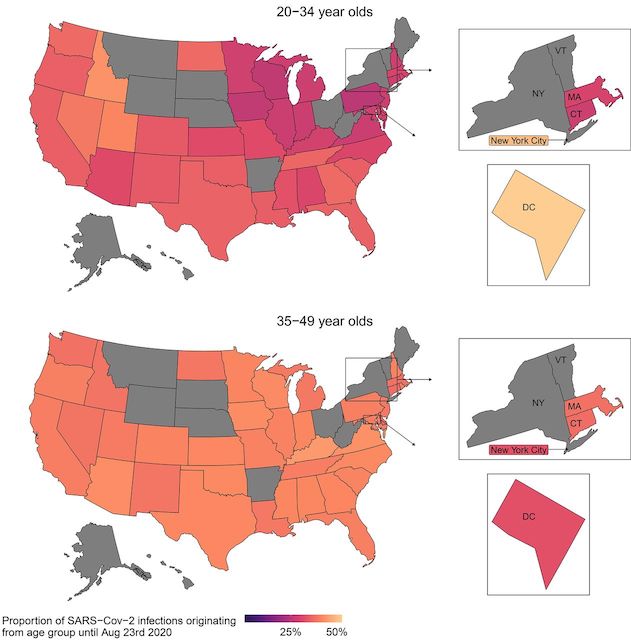 20−34 year olds
VT
NY
MA
CT
New York City
DC
35−49 year olds
VT
NY
MA
CT
New York City
DC
Proportion of SARS−Cov−2 infections originating
from age group until Aug 23rd 2020
25% 50%